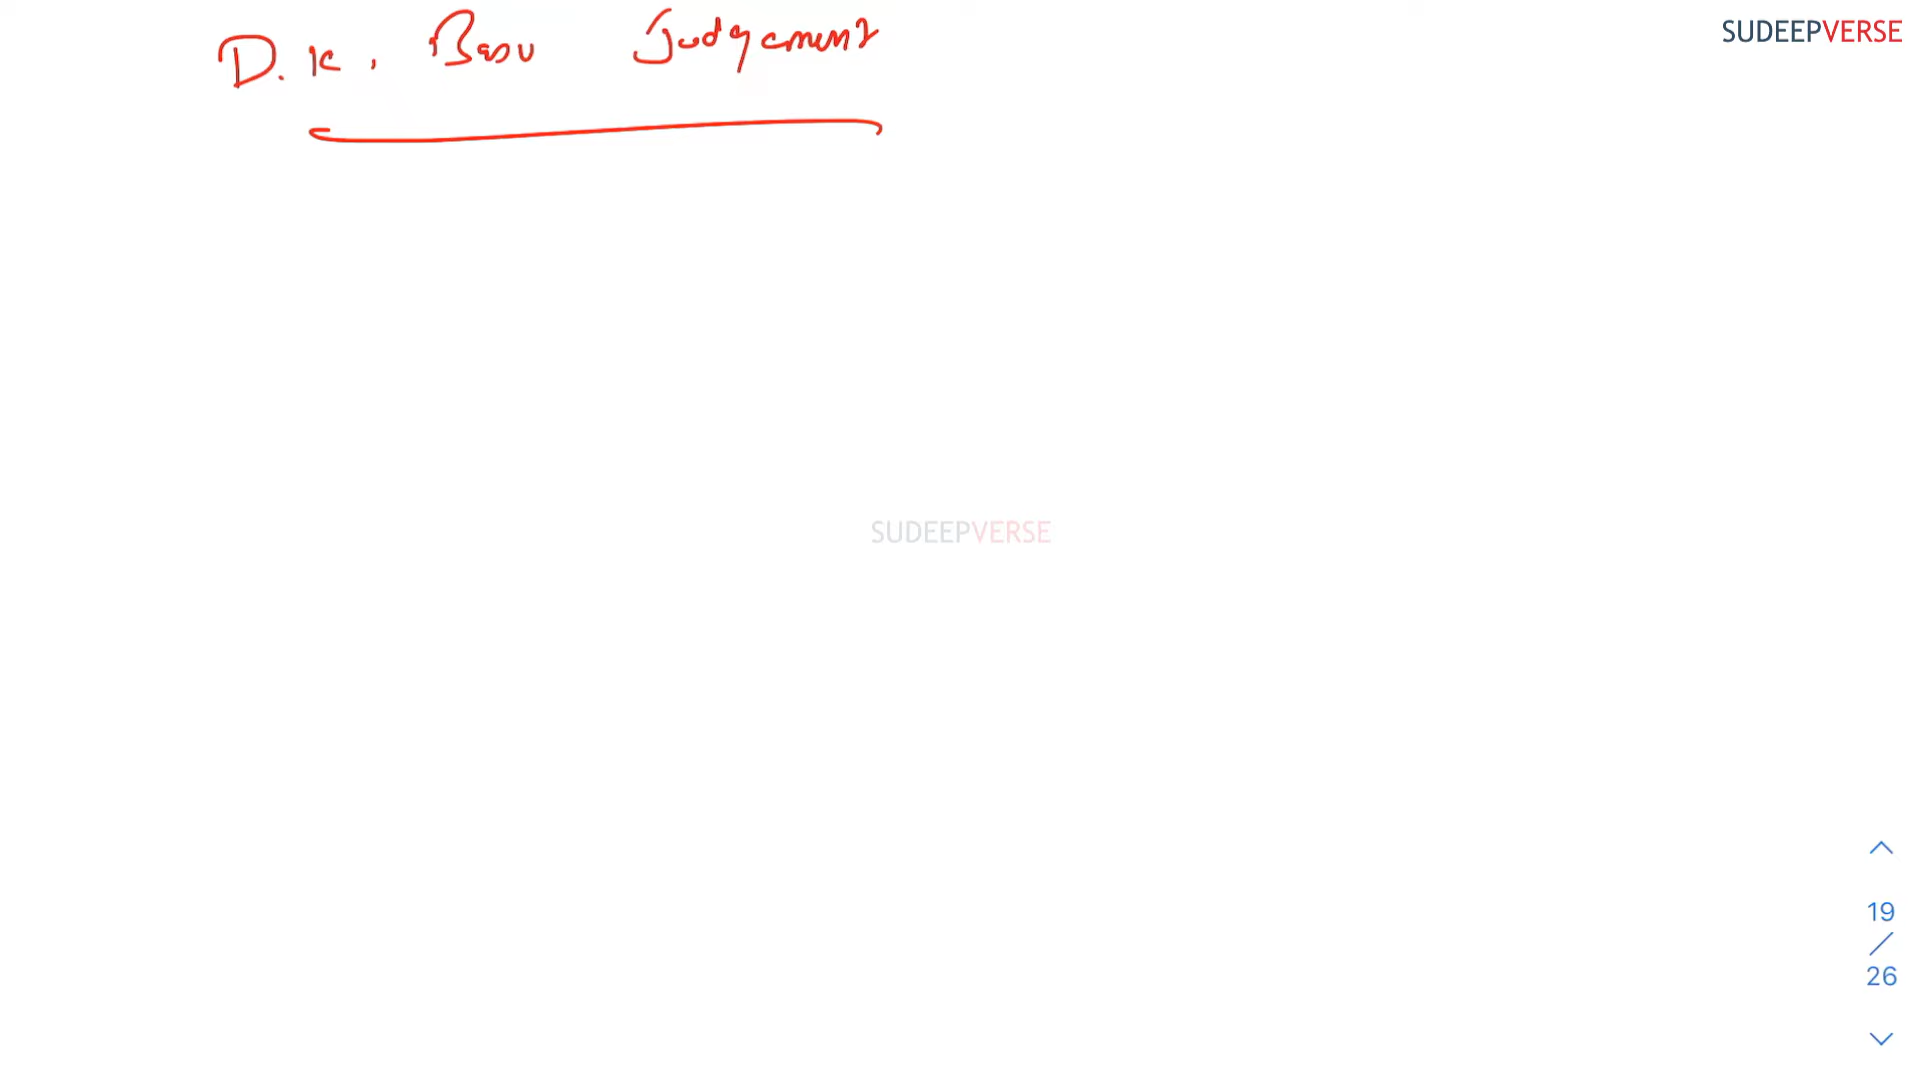 D.K. Basu Judgement
SUDEEPVERSE
SUDEEPVERSE
19
/
26